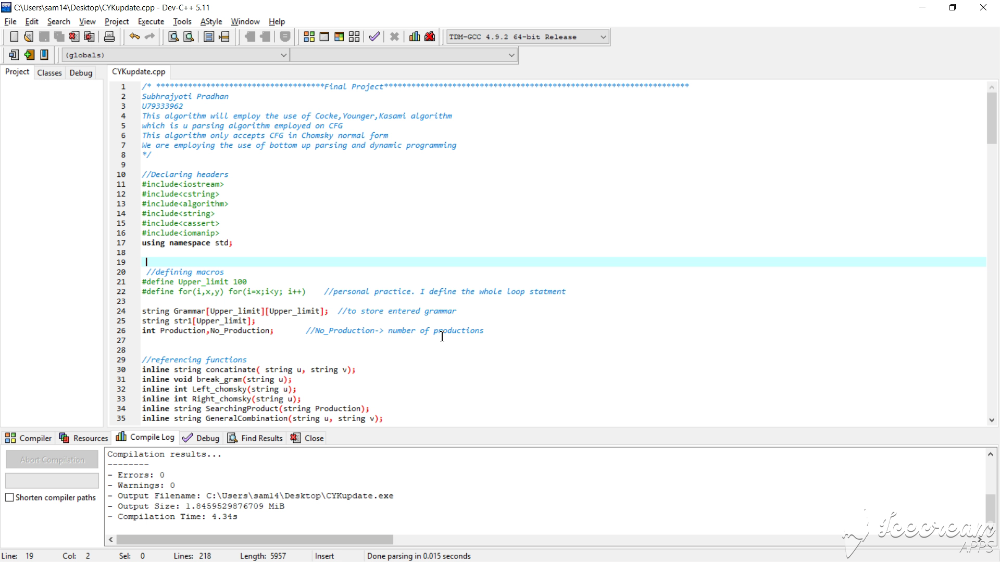 C:\Users\sam14\Desktop\CYKupdate.cpp - Dev-C++ 5.11
File Edit Search View Project Execute Tools AStyle Window Help
TDM-GCC 4.9.2 64-bit Release
(globals)
Project Classes Debug CYKupdate.cpp
1 /* *************************************Final Project*******************************************************************
2 Subhrajyoti Pradhan
3 U79333962
4 This algorithm will employ the use of Cocke,Younger,Kasami algorithm
5 which is u parsing algorithm employed on CFG
6 This algorithm only accepts CFG in Chomsky normal form
7 We are employing the use of bottom up parsing and dynamic programming
8 */
9
10 //Declaring headers
11 #include<iostream>
12 #include<cstring>
13 #include<algorithm>
14 #include<string>
15 #include<cassert>
16 #include<iomanip>
17 using namespace std;
18
19
20 //defining macros
21 #define Upper_limit 100
22 #define for(i,x,y) for(i=x;i<y; i++) //personal practice. I define the whole loop statment
23
24 string Grammar[Upper_limit][Upper_limit]; //to store entered grammar
25 string str1[Upper_limit];
26 int Production,No_Production; //No_Production-> number of productions
27
28
29 //referencing functions
30 inline string concatinate( string u, string v);
31 inline void break_gram(string u);
32 inline int Left_chomsky(string u);
33 inline int Right_chomsky(string u);
34 inline string SearchingProduct(string Production);
35 inline string GeneralCombination(string u, string v);
Compiler Resources Compile Log Debug Find Results Close
Abort Compilation
Shorten compiler paths
Compilation results...
--------
- Errors: 0
- Warnings: 0
- Output Filename: C:\Users\sam14\Desktop\CYKupdate.exe
- Output Size: 1.8459529876709 MiB
- Compilation Time: 4.34s
Icecream
APPS
Line: 19 Col: 2 Sel: 0 Lines: 218 Length: 5957 Insert Done parsing in 0.015 seconds